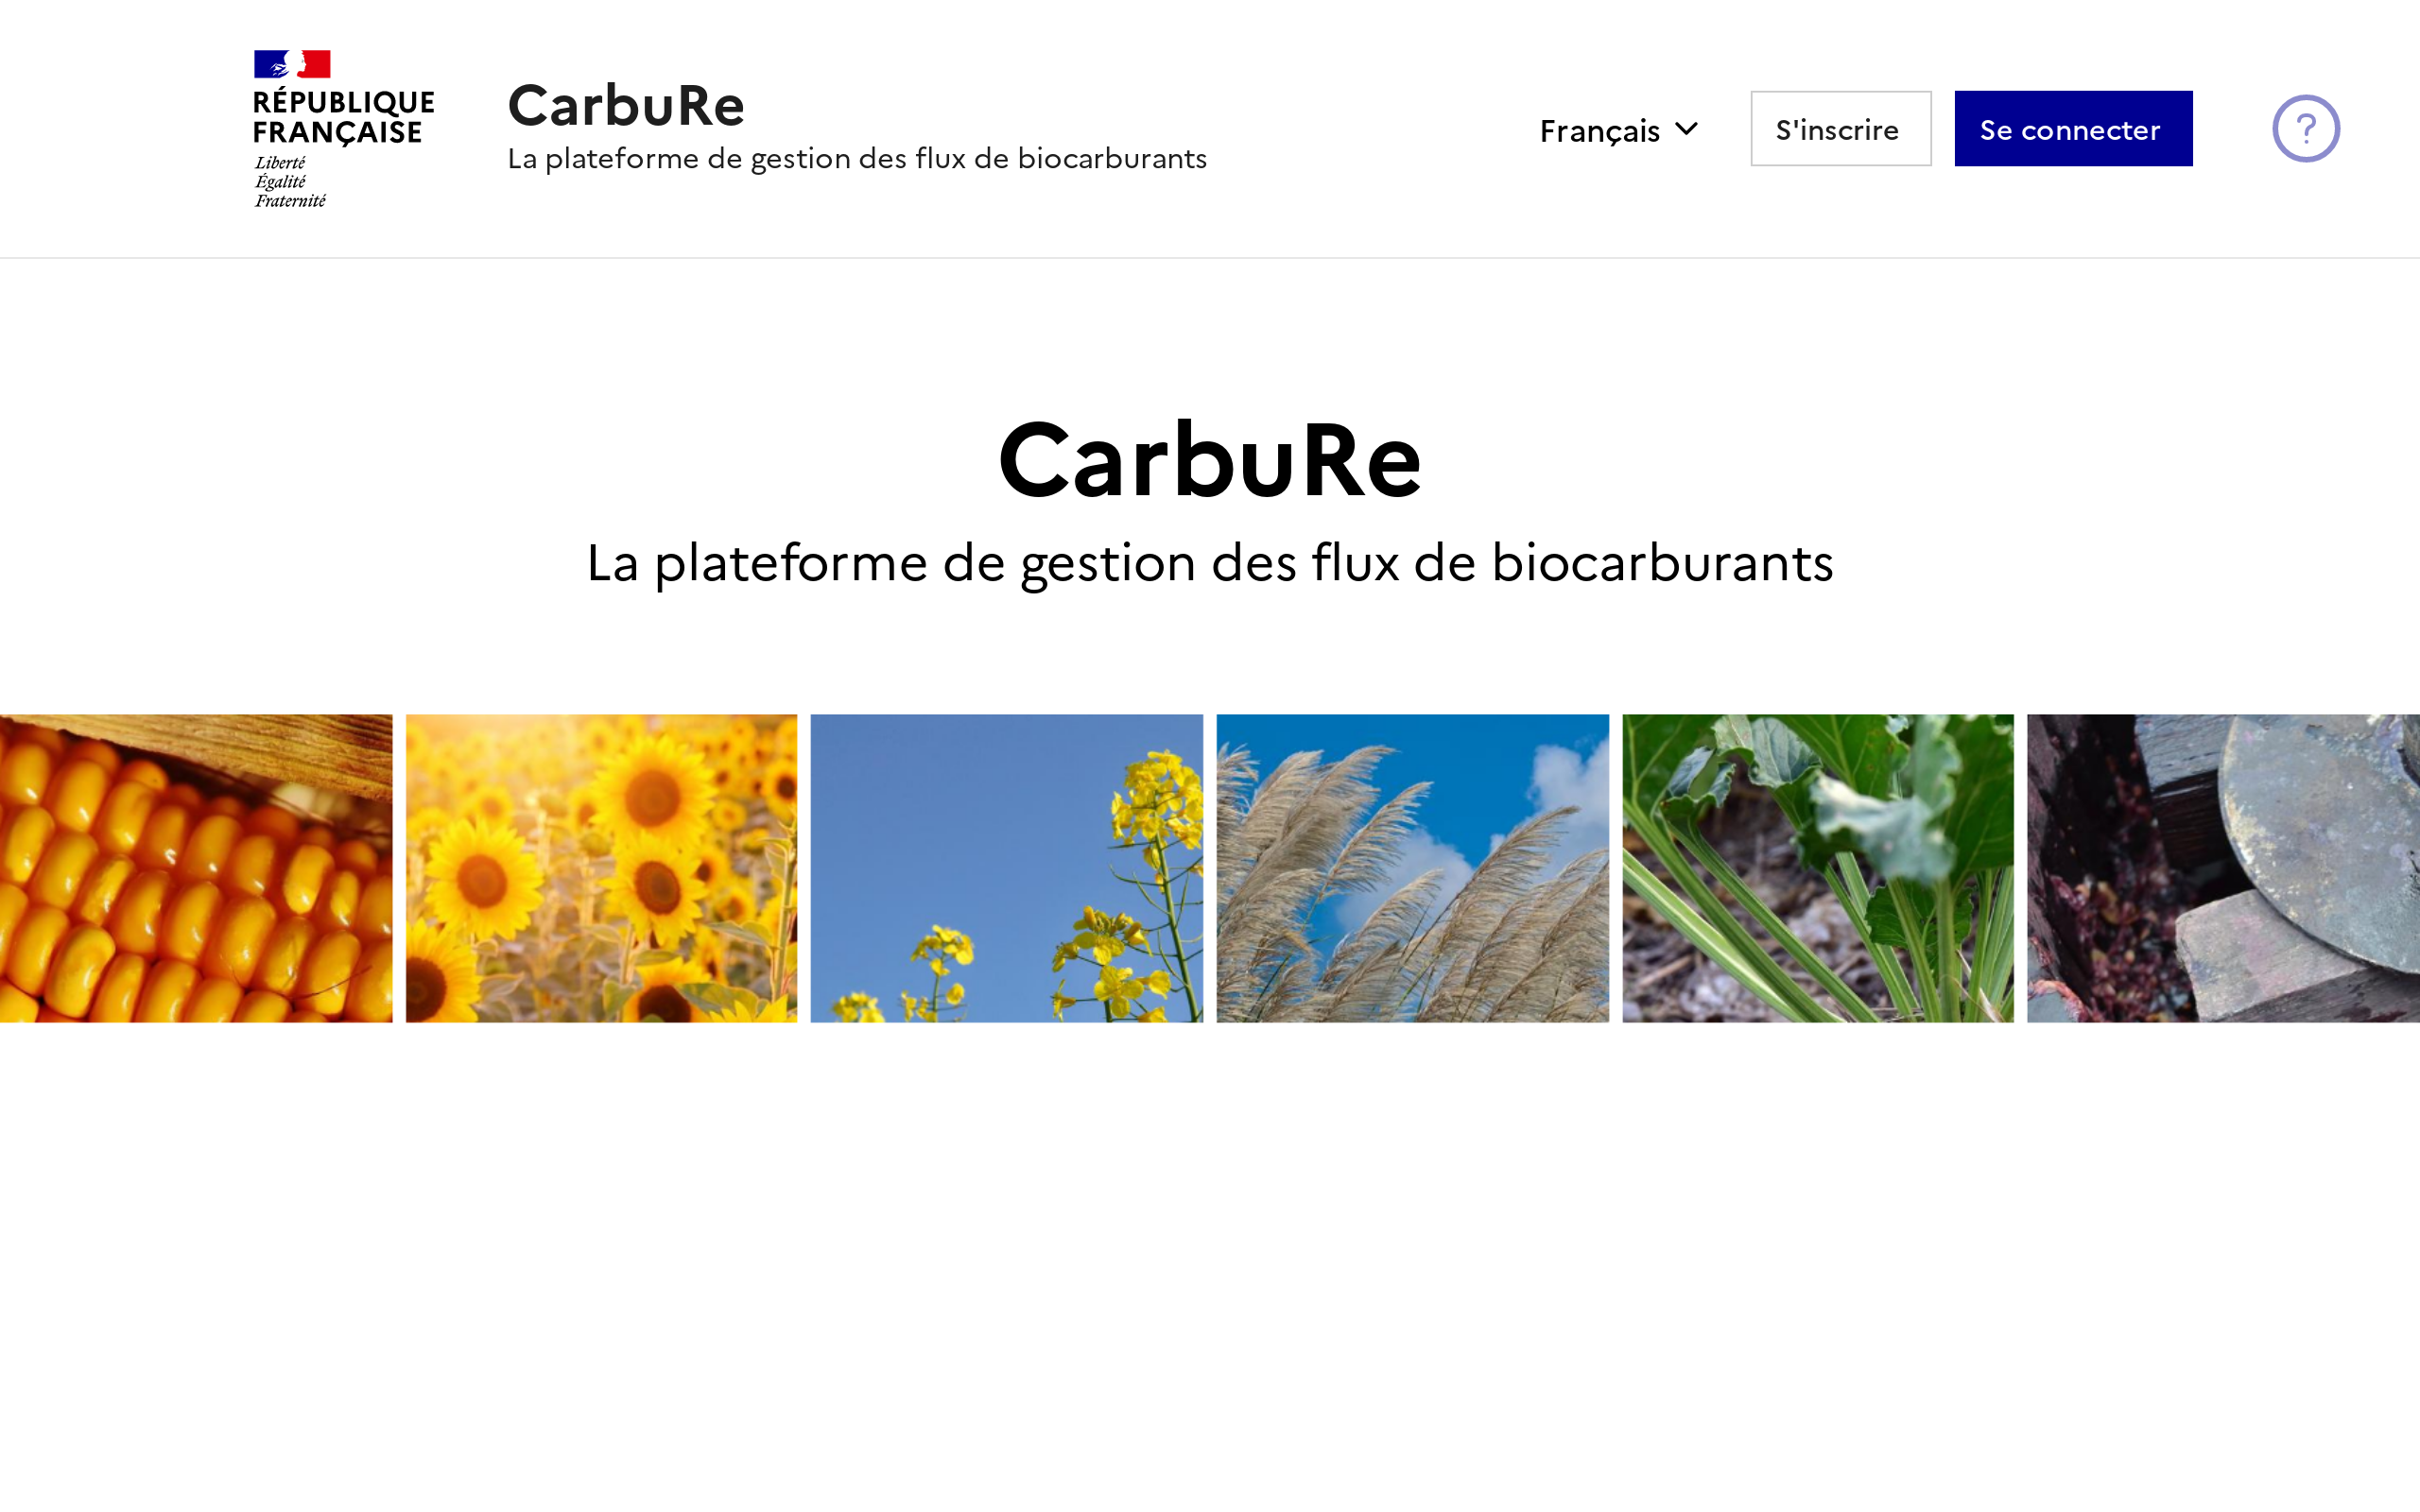 RÉPUBLIQUE
FRANÇAISE
Liberté
Égalité
Fraternité
CarbuRe
La plateforme de gestion des flux de biocarburants
Français
S'inscrire
Se connecter
?
CarbuRe
La plateforme de gestion des flux de biocarburants